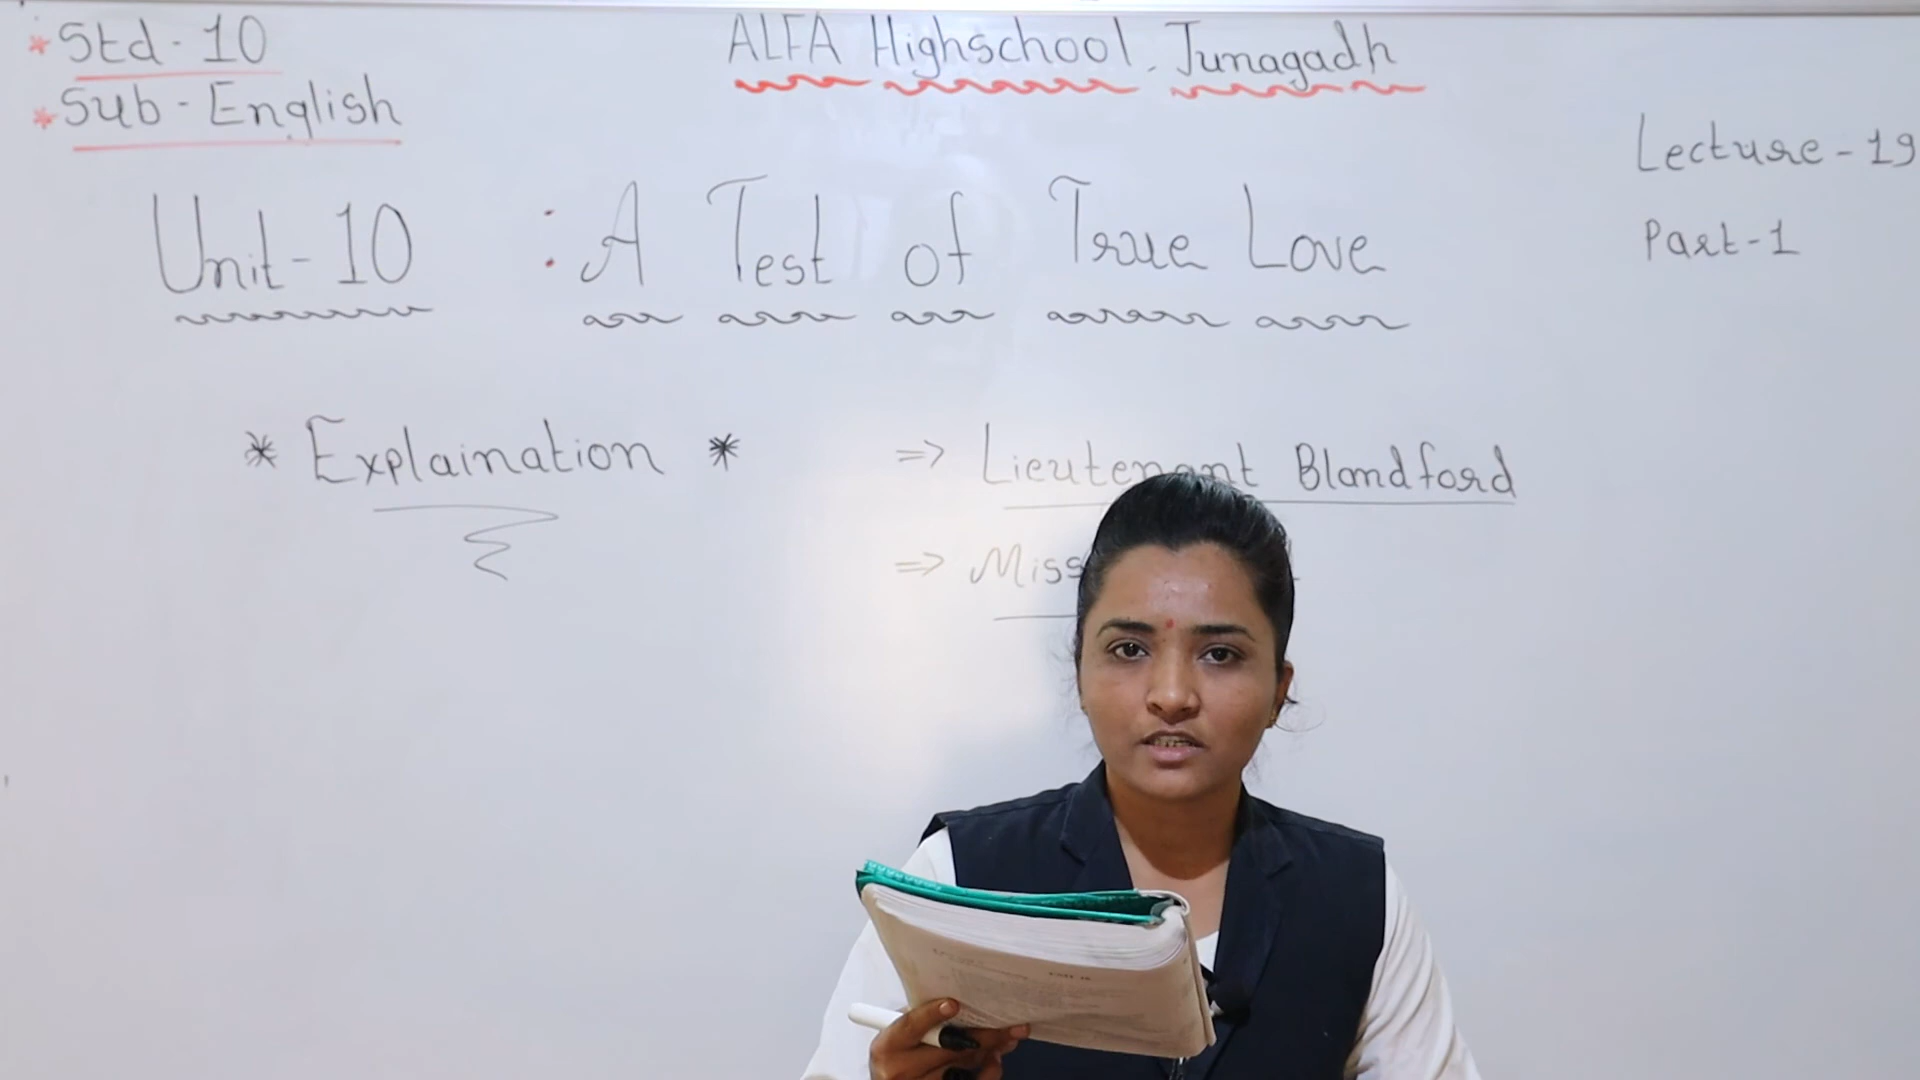 * Std - 10
ALFA Highschool, Junagadh
* Sub - English
Lecture - 19
Part - 1
Unit - 10 : A Test of True Love
* Explaination *
=> Lieutenant Blandford
=> Miss